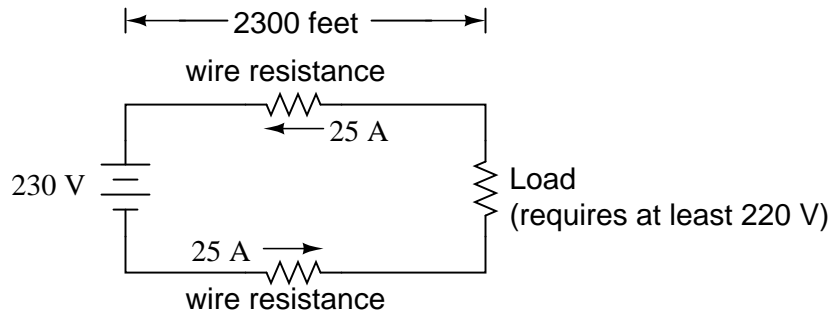 2300 feet
wire resistance
25 A
230 V
Load
(requires at least 220 V)
25 A
wire resistance